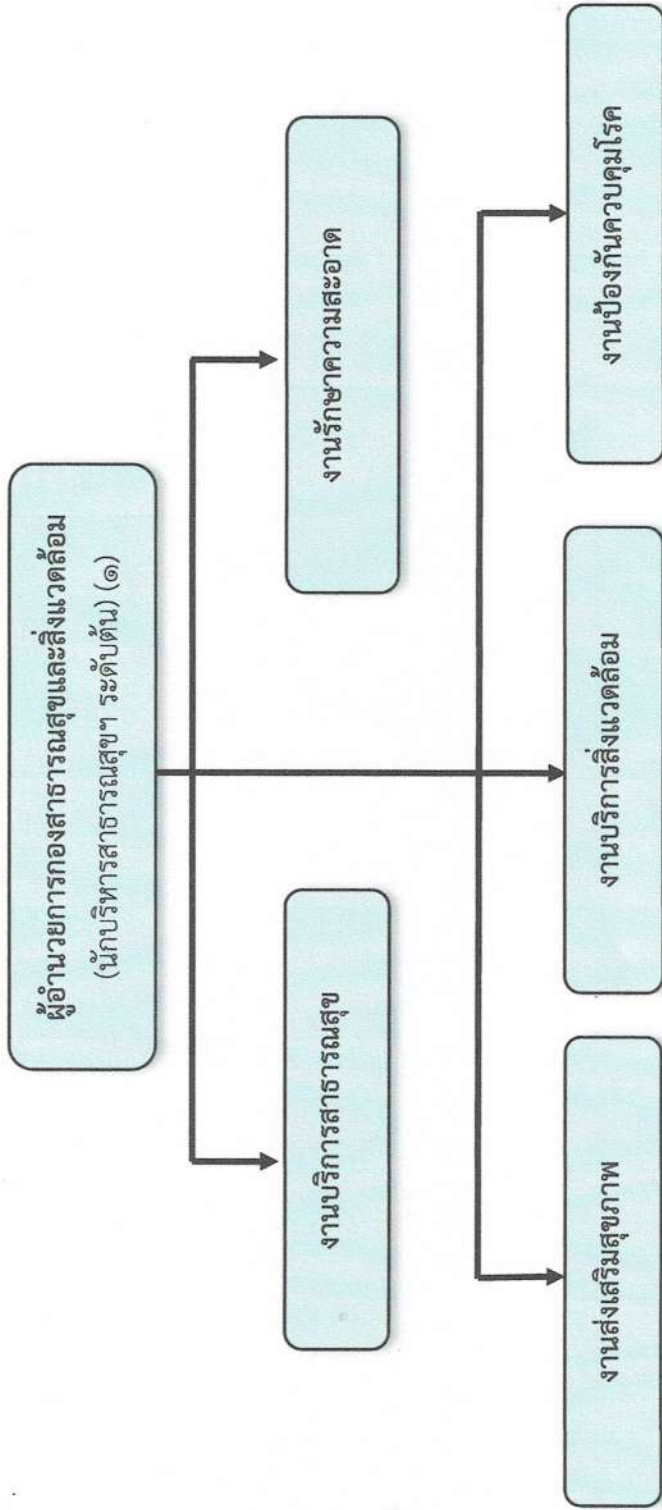 ผู้อำนวยการกองสาธารณสุขและสิ่งแวดล้อม
(นักบริหารสาธารณสุขฯ ระดับต้น) (๑)
งานบริการสาธารณสุข
งานรักษาความสะอาด
งานส่งเสริมสุขภาพ
งานบริการสิ่งแวดล้อม
งานป้องกันควบคุมโรค